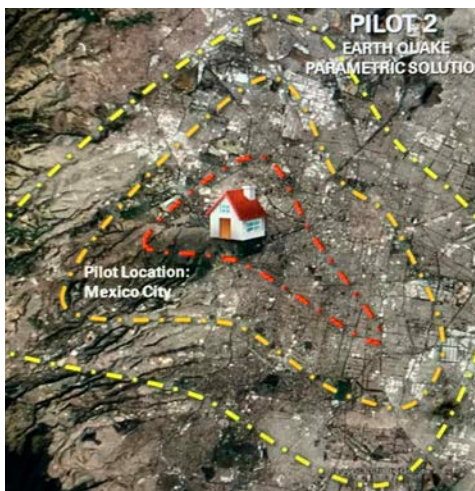 PILOT 2
EARTH QUAKE
PARAMETRIC SOLUTIO
Pilot Location:
Mexico City